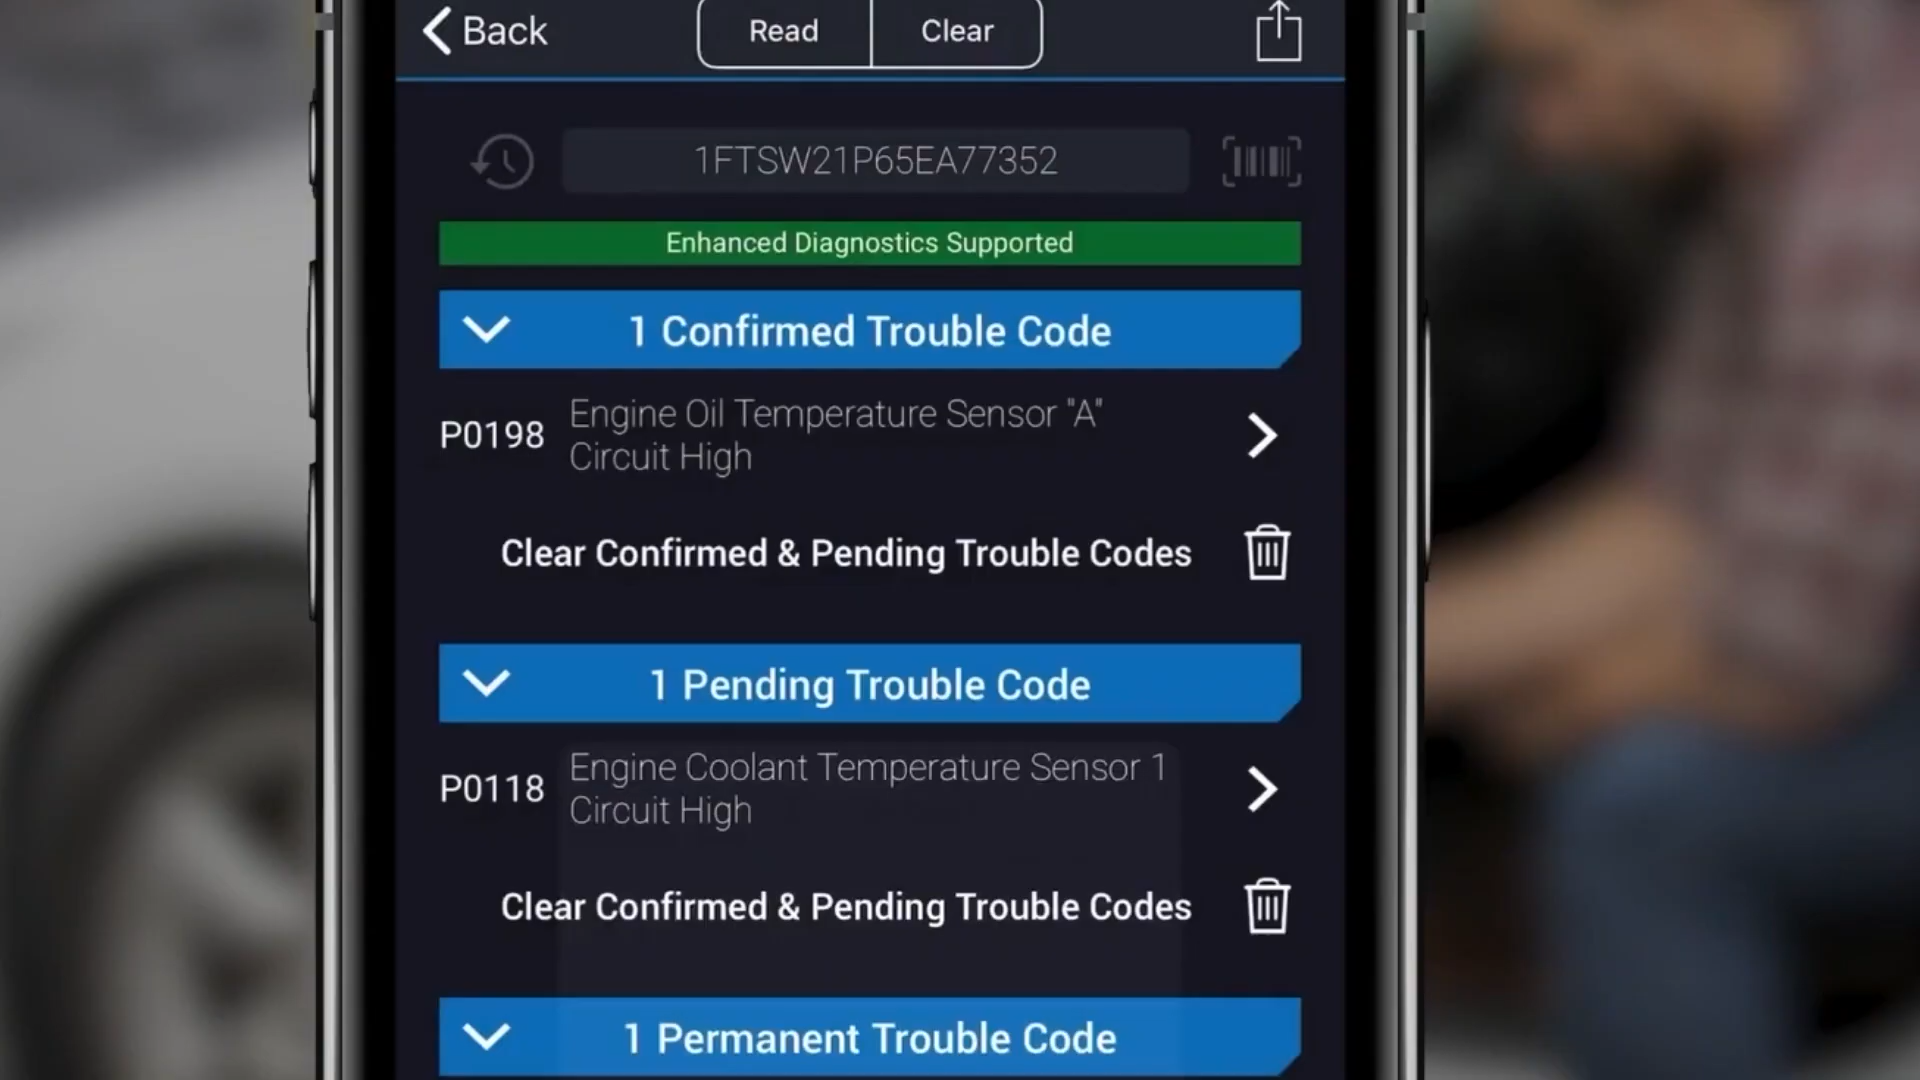 Back
Read
Clear
1FTSW21P65EA77352
Enhanced Diagnostics Supported
1 Confirmed Trouble Code
P0198
Engine Oil Temperature Sensor "A"
Circuit High
Clear Confirmed & Pending Trouble Codes
1 Pending Trouble Code
P0118
Engine Coolant Temperature Sensor 1
Circuit High
Clear Confirmed & Pending Trouble Codes
1 Permanent Trouble Code